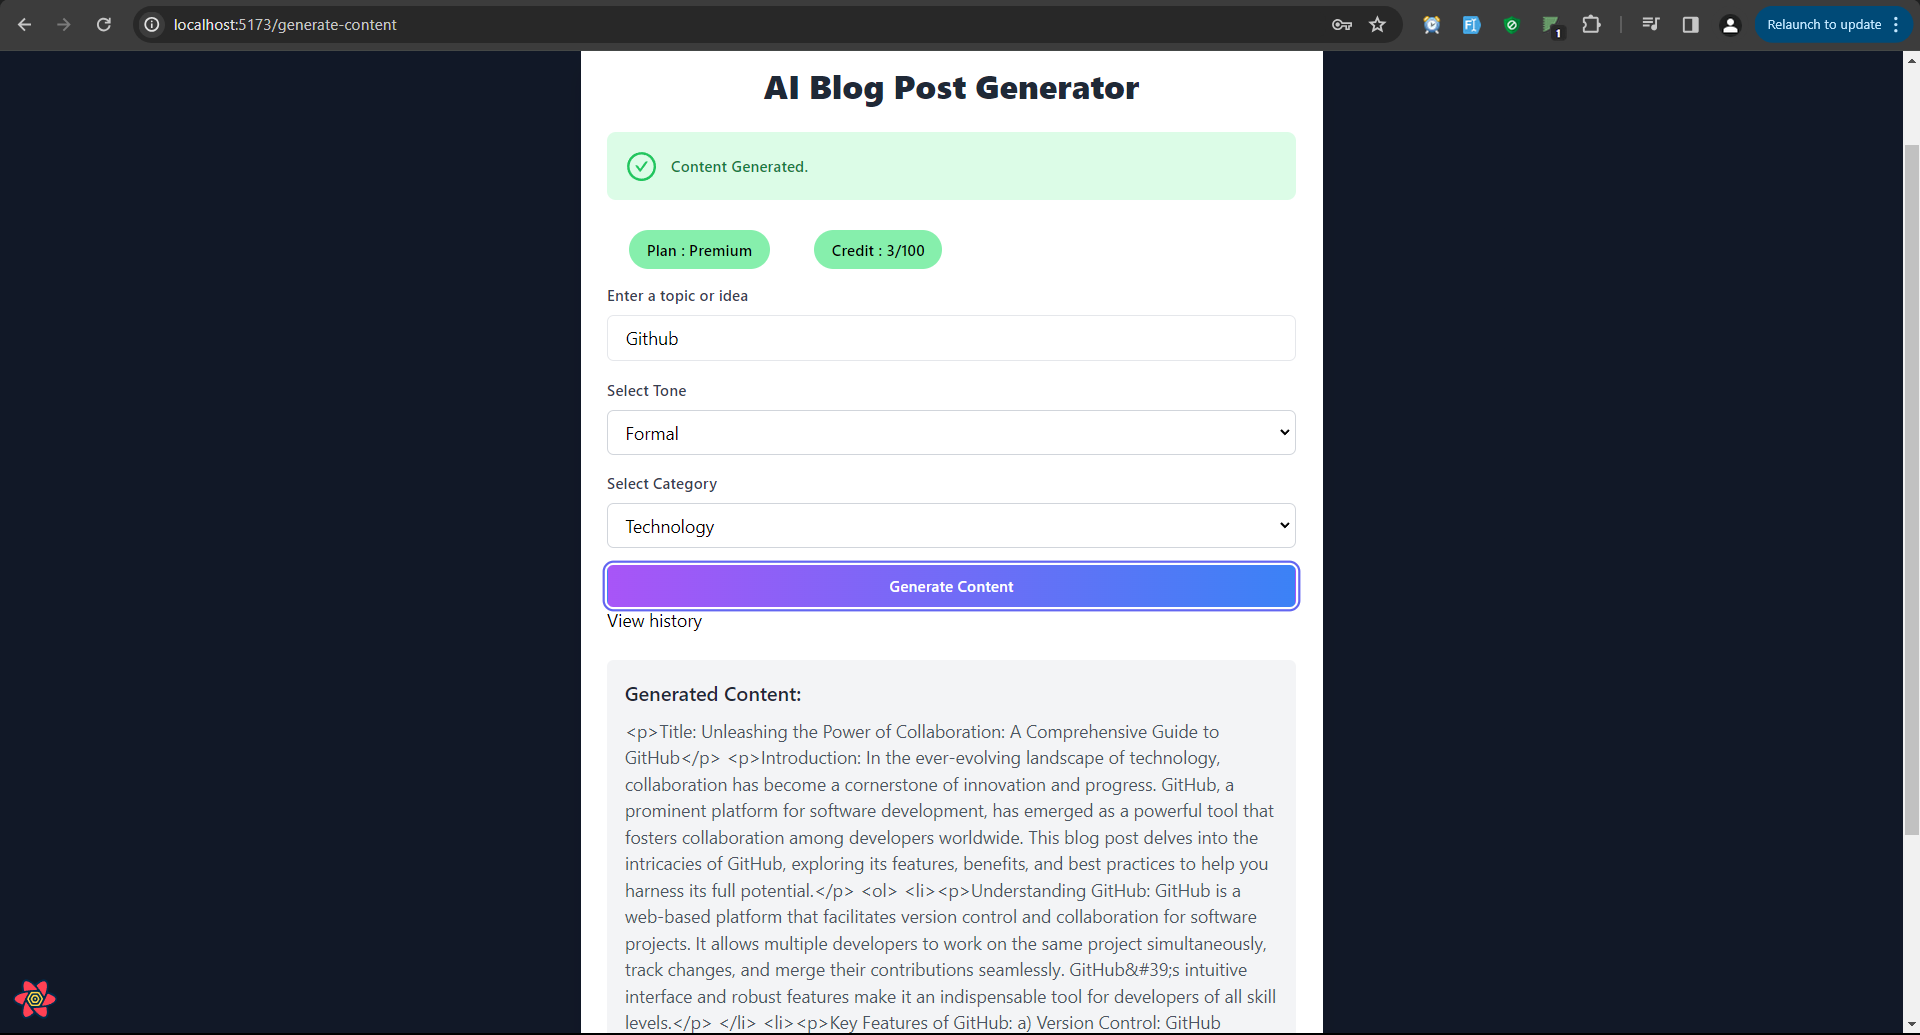 localhost:5173/generate-content
Relaunch to update
1
AI Blog Post Generator
Content Generated.
Plan : Premium
Credit : 3/100
Enter a topic or idea
Github
Select Tone
Formal
Select Category
Technology
Generate Content
View history
Generated Content:
<p>Title: Unleashing the Power of Collaboration: A Comprehensive Guide to
GitHub</p> <p>Introduction: In the ever-evolving landscape of technology,
collaboration has become a cornerstone of innovation and progress. GitHub, a
prominent platform for software development, has emerged as a powerful tool that
fosters collaboration among developers worldwide. This blog post delves into the
intricacies of GitHub, exploring its features, benefits, and best practices to help you
harness its full potential.</p> <ol> <li><p>Understanding GitHub: GitHub is a
web-based platform that facilitates version control and collaboration for software
projects. It allows multiple developers to work on the same project simultaneously,
track changes, and merge their contributions seamlessly. GitHub&#39;s intuitive
interface and robust features make it an indispensable tool for developers of all skill
levels.</p> </li> <li><p>Key Features of GitHub: a) Version Control: GitHub